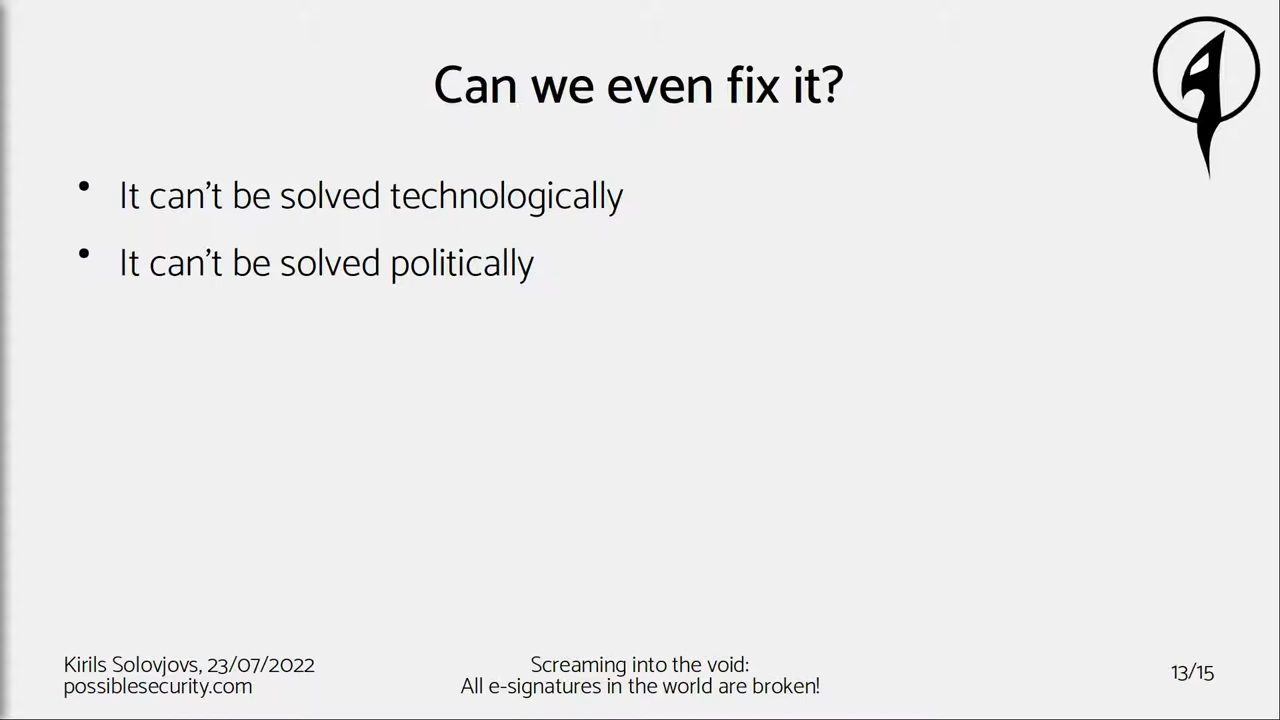 Can we even fix it?
• It can't be solved technologically
• It can't be solved politically
Kirils Solovjovs, 23/07/2022
possiblesecurity.com
Screaming into the void:
All e-signatures in the world are broken!
13/15